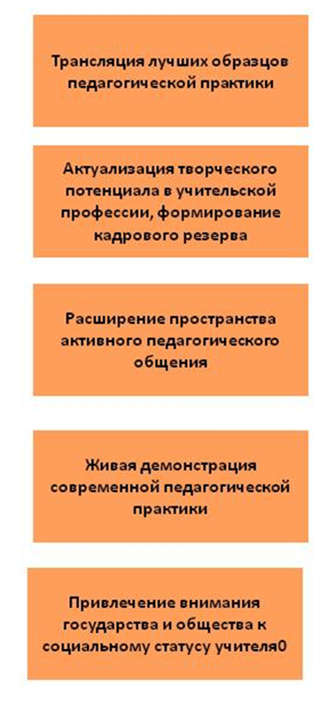 Трансляция лучших образцов
педагогической практики
Актуализация творческого
потенциала в учительской
профессии, формирование
кадрового резерва
Расширение пространства
активного педагогического
общения
Живая демонстрация
современной педагогической
практики
Привлечение внимания
государства и общества к
социальному статусу учителя0